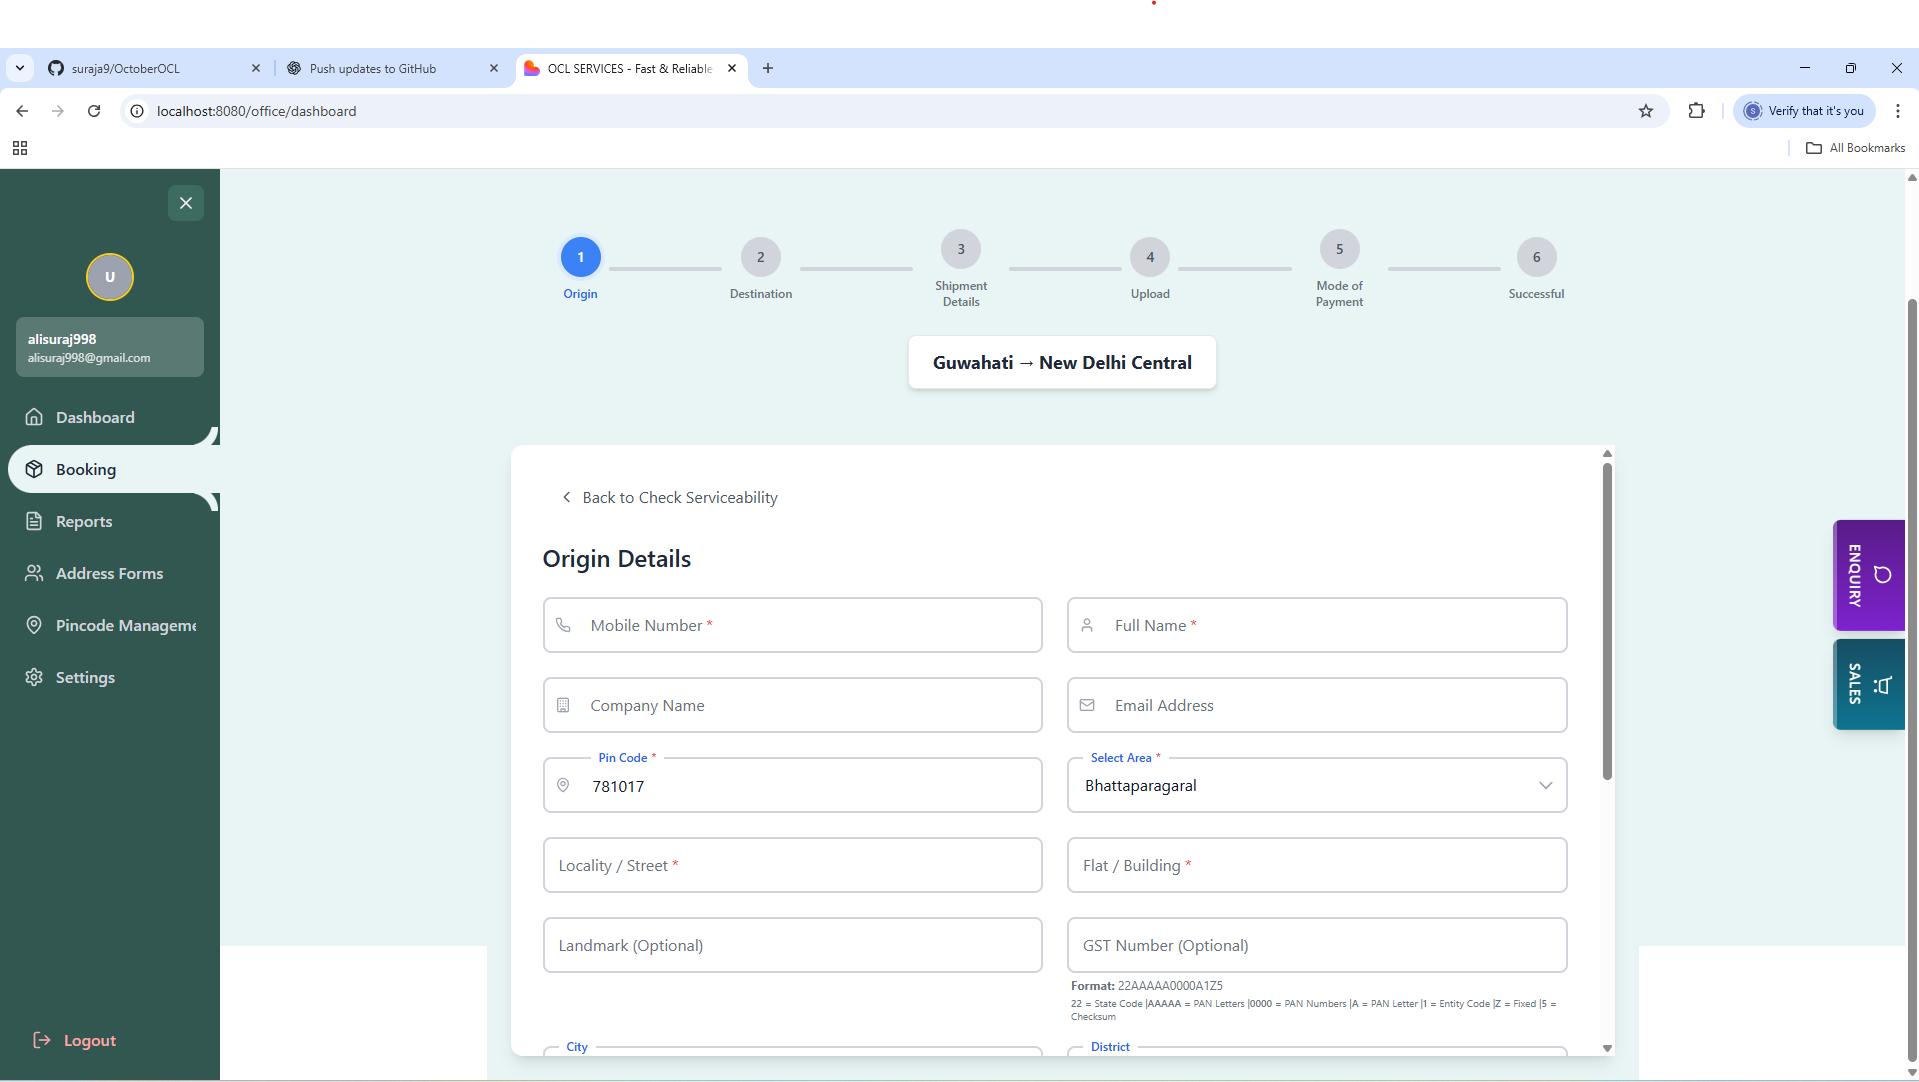 suraja9/OctoberOCL
Push updates to GitHub
OCL SERVICES - Fast & Reliable
localhost:8080/office/dashboard
S
Verify that it's you
All Bookmarks
U
alisuraj998
alisuraj998@gmail.com
Dashboard
Booking
Reports
Address Forms
Pincode Manageme
Settings
Logout
1
Origin
2
Destination
3
Shipment
Details
4
Upload
5
Mode of
Payment
6
Successful
Guwahati → New Delhi Central
Back to Check Serviceability
Origin Details
Mobile Number *
Full Name *
Company Name
Email Address
Pin Code *
781017
Select Area *
Bhattaparagaral
Locality / Street *
Flat / Building *
Landmark (Optional)
GST Number (Optional)
Format: 22AAAAA0000A1Z5
22 = State Code |AAAAA = PAN Letters |0000 = PAN Numbers |A = PAN Letter |1 = Entity Code |Z = Fixed |5 =
Checksum
City
District
ENQUIRY
SALES